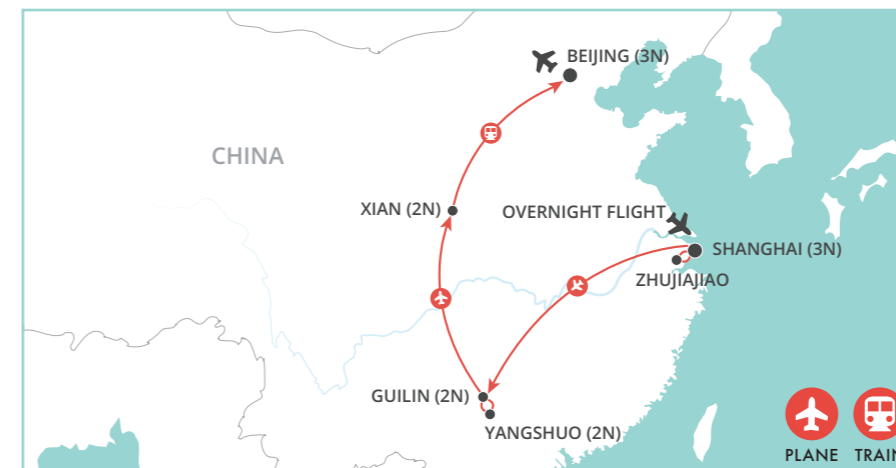 BEIJING (3N)
CHINA
XIAN (2N)
OVERNIGHT FLIGHT
SHANGHAI (3N)
ZHUJIAJIAO
GUILIN (2N)
YANGSHUO (2N)
PLANE